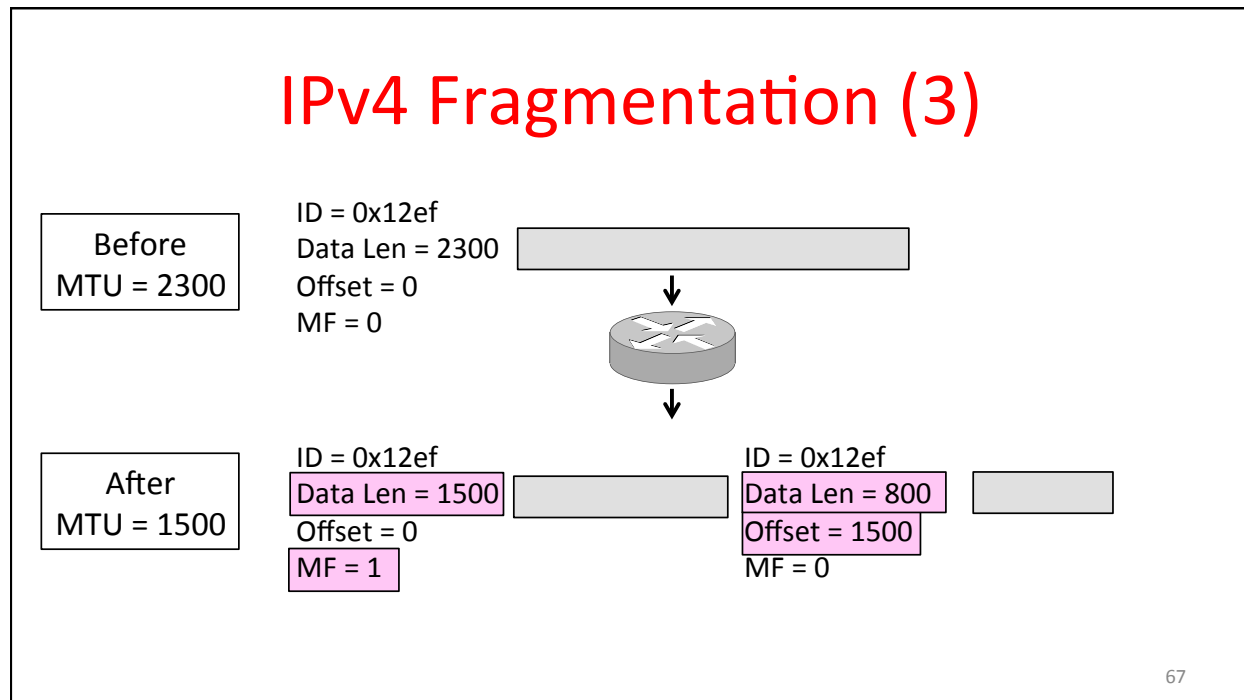 IPv4 Fragmentation (3)
Before
MTU = 2300
ID = 0x12ef
Data Len = 2300
Offset = 0
MF = 0
After
MTU = 1500
ID = 0x12ef
Data Len = 1500
Offset = 0
MF = 1
ID = 0x12ef
Data Len = 800
Offset = 1500
MF = 0
67